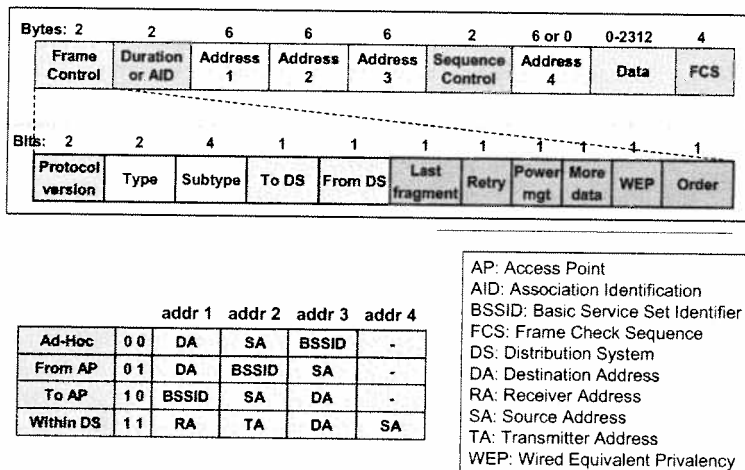 Bytes: 2 2 6 6 6 2 6 or 0 0-2312 4
Frame Control Duration or AID Address 1 Address 2 Address 3 Sequence Control Address 4 Data FCS
Bits: 2 2 4 1 1 1 1 1 1 1 1
Protocol version Type Subtype To DS From DS Last fragment Retry Power mgt More data WEP Order
addr 1 addr 2 addr 3 addr 4
Ad-Hoc 0 0 DA SA BSSID -
From AP 0 1 DA BSSID SA -
To AP 1 0 BSSID SA DA -
Within DS 1 1 RA TA DA SA
AP: Access Point
AID: Association Identification
BSSID: Basic Service Set Identifier
FCS: Frame Check Sequence
DS: Distribution System
DA: Destination Address
RA: Receiver Address
SA: Source Address
TA: Transmitter Address
WEP: Wired Equivalent Privalency